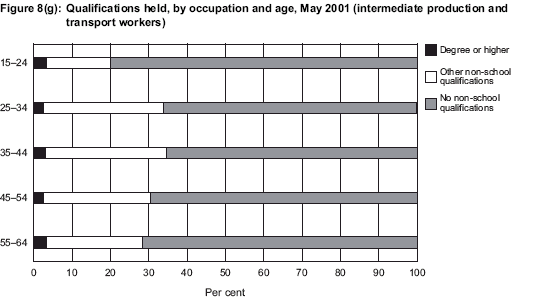 Figure 8(g): Qualifications held, by occupation and age, May 2001 (intermediate production and
transport workers)
Degree or higher
Other non-school
qualifications
No non-school
qualifications
15–24
25–34
35–44
45–54
55–64
0 10 20 30 40 50 60 70 80 90 100
Per cent